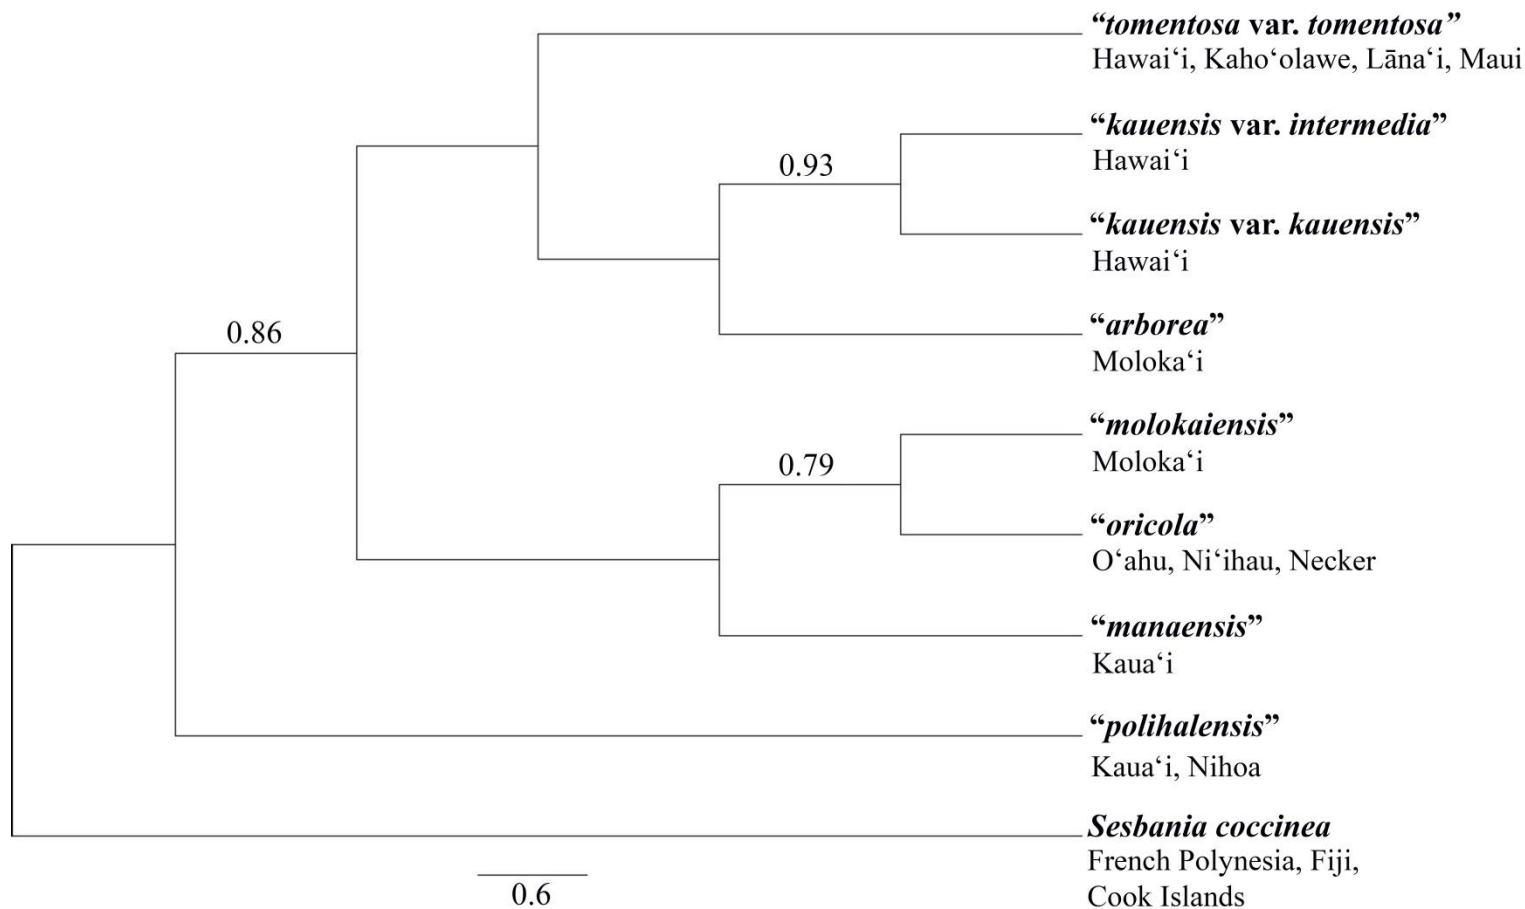 “tomentosa var. tomentosa”
Hawai‘i, Kaho‘olawe, Lāna‘i, Maui
“kauensis var. intermedia”
0.93
Hawai‘i
“kauensis var. kauensis”
Hawai‘i
“arborea”
0.86
Moloka‘i
“molokaiensis”
Moloka‘i
0.79
“oricola”
O‘ahu, Ni‘ihau, Necker
“manaensis”
Kaua‘i
“polihalensis”
Kaua‘i, Nihoa
Sesbania coccinea
French Polynesia, Fiji,
Cook Islands
0.6